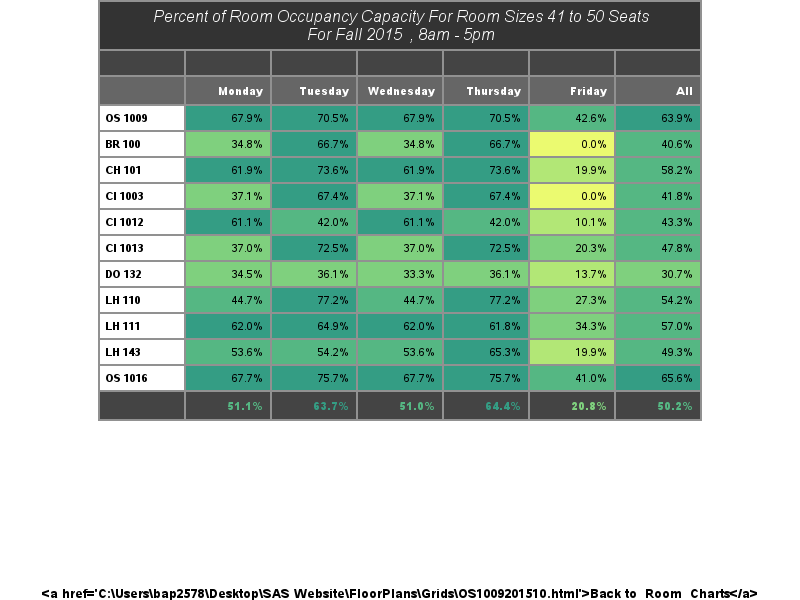 Percent of Room Occupancy Capacity For Room Sizes 41 to 50 Seats
For Fall 2015 , 8am - 5pm
Monday Tuesday Wednesday Thursday Friday All
OS 1009 67.9% 70.5% 67.9% 70.5% 42.6% 63.9%
BR 100 34.8% 66.7% 34.8% 66.7% 0.0% 40.6%
CH 101 61.9% 73.6% 61.9% 73.6% 19.9% 58.2%
CI 1003 37.1% 67.4% 37.1% 67.4% 0.0% 41.8%
CI 1012 61.1% 42.0% 61.1% 42.0% 10.1% 43.3%
CI 1013 37.0% 72.5% 37.0% 72.5% 20.3% 47.8%
DO 132 34.5% 36.1% 33.3% 36.1% 13.7% 30.7%
LH 110 44.7% 77.2% 44.7% 77.2% 27.3% 54.2%
LH 111 62.0% 64.9% 62.0% 61.8% 34.3% 57.0%
LH 143 53.6% 54.2% 53.6% 65.3% 19.9% 49.3%
OS 1016 67.7% 75.7% 67.7% 75.7% 41.0% 65.6%
51.1% 63.7% 51.0% 64.4% 20.8% 50.2%
<a href='C:\Users\bap2578\Desktop\SAS Website\FloorPlans\Grids\OS1009201510.html'>Back to Room Charts</a>